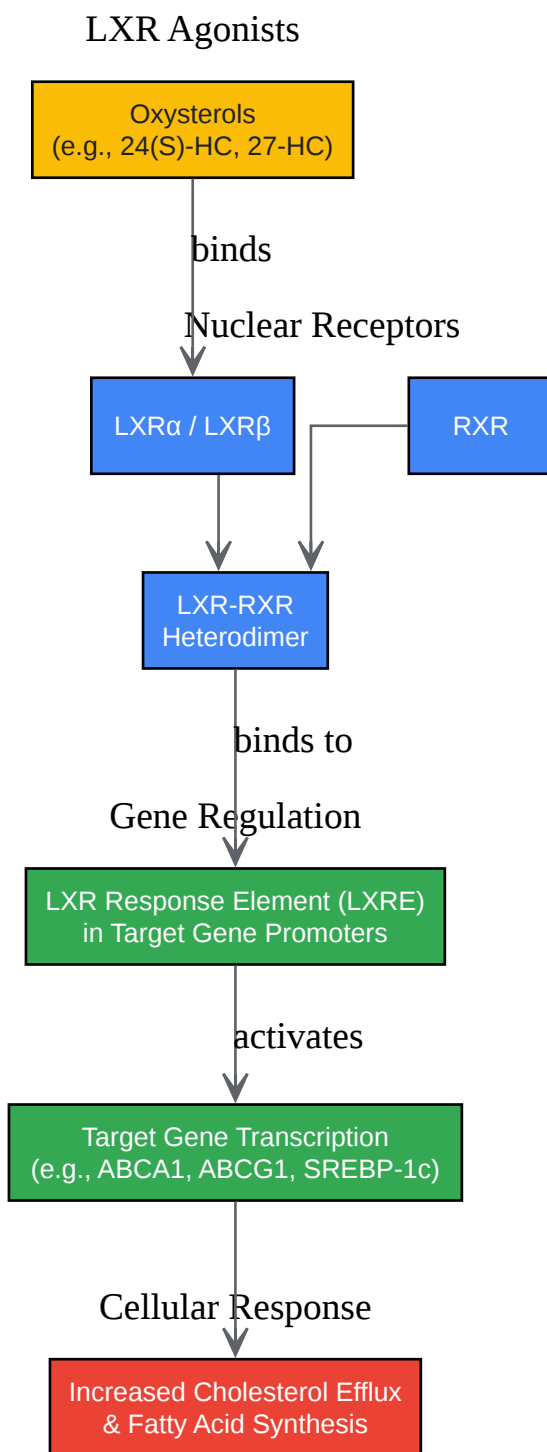 LXR Agonists
Oxysterols
(e.g., 24(S)-HC, 27-HC)
binds
Nuclear Receptors
LXRα / LXRβ
RXR
LXR-RXR
Heterodimer
binds to
Gene Regulation
LXR Response Element (LXRE)
in Target Gene Promoters
activates
Target Gene Transcription
(e.g., ABCA1, ABCG1, SREBP-1c)
Cellular Response
Increased Cholesterol Efflux
& Fatty Acid Synthesis